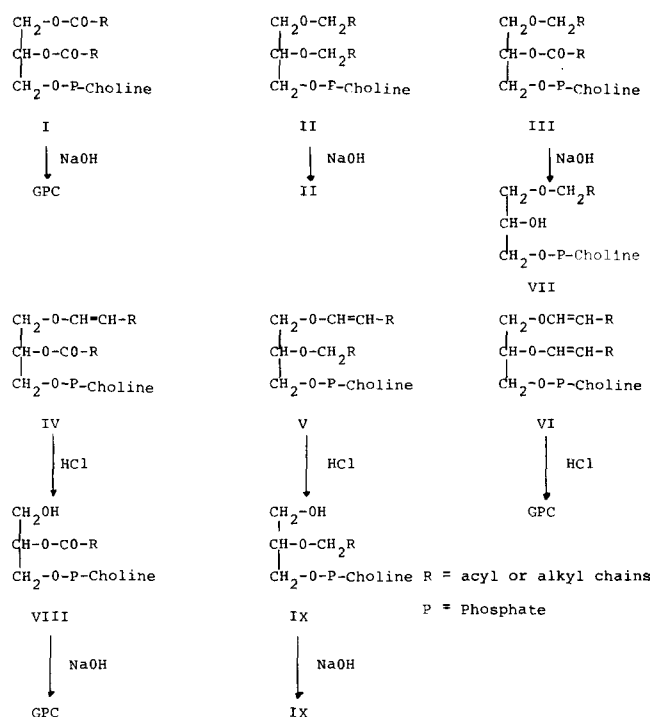 CH2-O-CO-R
CH-O-CO-R
CH2-O-P-Choline
I
NaOH
GPC
CH2O-CH2R
CH-O-CH2R
CH2-O-P-Choline
II
NaOH
II
CH2O-CH2R
CH-O-CO-R
CH2-O-P-Choline
III
NaOH
CH2-O-CH2R
CH-OH
CH2-O-P-Choline
VII
CH2-O-CH=CH-R
CH-O-CO-R
CH2-O-P-Choline
IV
HCl
CH2OH
CH-O-CO-R
CH2-O-P-Choline
VIII
NaOH
GPC
CH2-O-CH=CH-R
CH-O-CH2R
CH2-O-P-Choline
V
HCl
CH2-OH
CH-O-CH2R
CH2-O-P-Choline
IX
NaOH
IX
CH2-OCH=CH-R
CH-OCH=CH-R
CH2-O-P-Choline
VI
HCl
GPC
R = acyl or alkyl chains
P = Phosphate